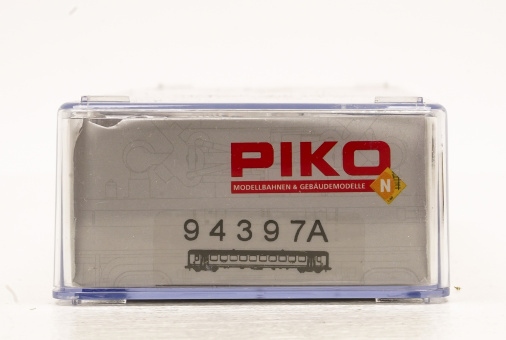 PIKO
MODELLBAHNEN & GEBÄUDEMODELLE
N
94397A